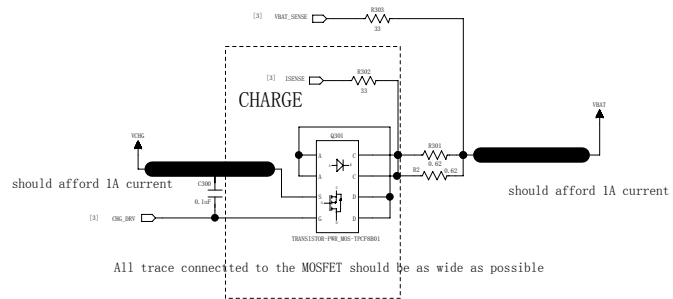 R303
[3] VBAT_SENSE
33
R302
[3] ISENSE
33
CHARGE
VCHG
VBAT
Q301
A C
A C
S D
G D
R301
0.62
R2 0.62
should afford 1A current
should afford 1A current
C300
0.1uF
[3] CHG_DRV
TRANSISTOR-PWR_MOS-TPCF8B01
All trace connected to the MOSFET should be as wide as possible